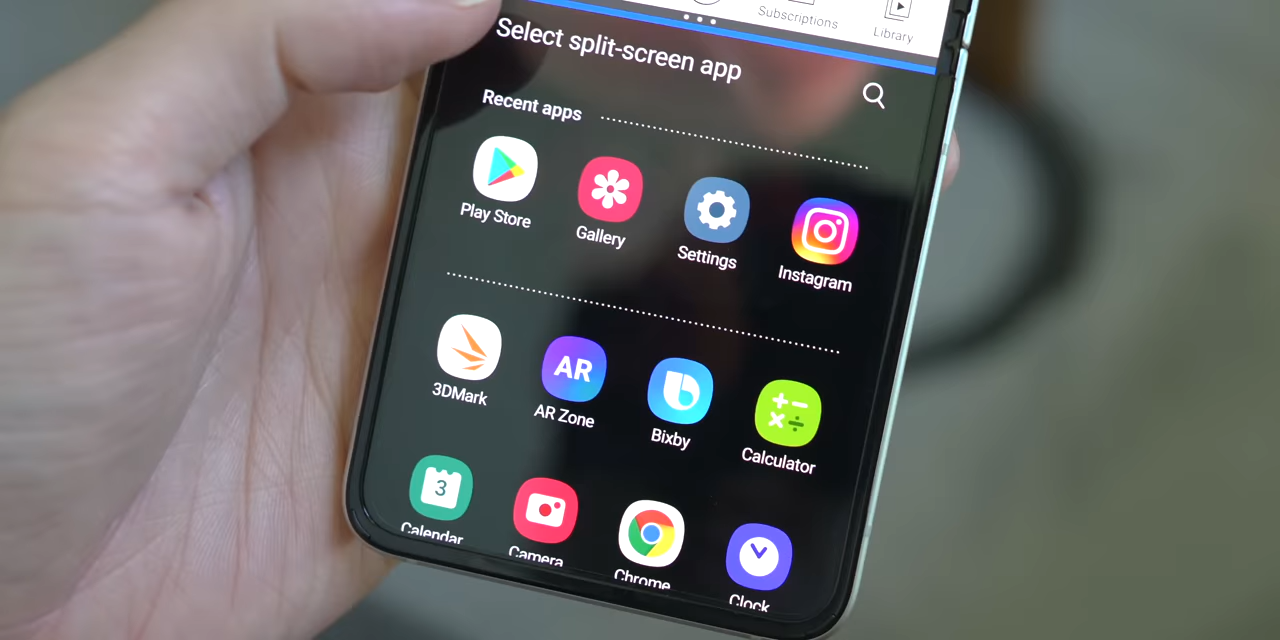 Subscriptions
Library
Select split-screen app
Recent apps
Play Store
Gallery
Settings
Instagram
3DMark
AR
AR Zone
Bixby
Calculator
3
Calendar
Camera
Chrome
Clock